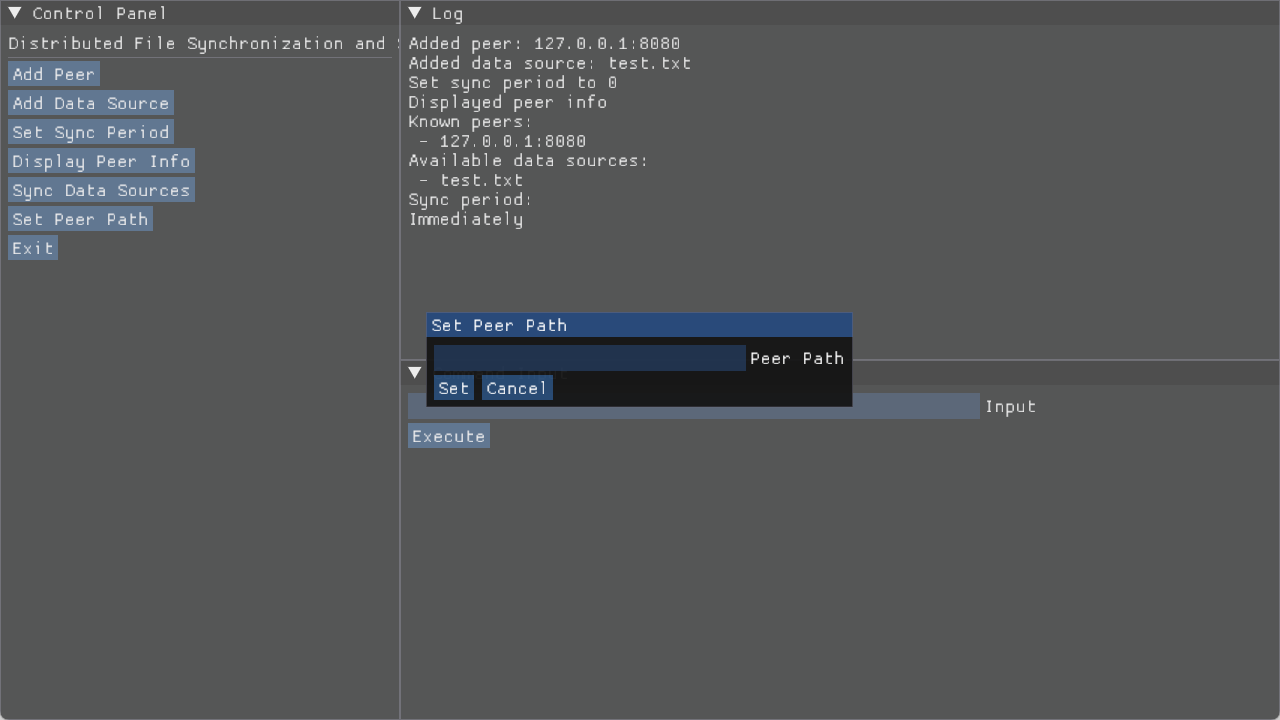 Control Panel
Distributed File Synchronization and
Add Peer
Add Data Source
Set Sync Period
Display Peer Info
Sync Data Sources
Set Peer Path
Exit
Log
Added peer: 127.0.0.1:8080
Added data source: test.txt
Set sync period to 0
Displayed peer info
Known peers:
- 127.0.0.1:8080
Available data sources:
- test.txt
Sync period:
Immediately
Set Peer Path
Peer Path
Set Cancel
Input
Execute